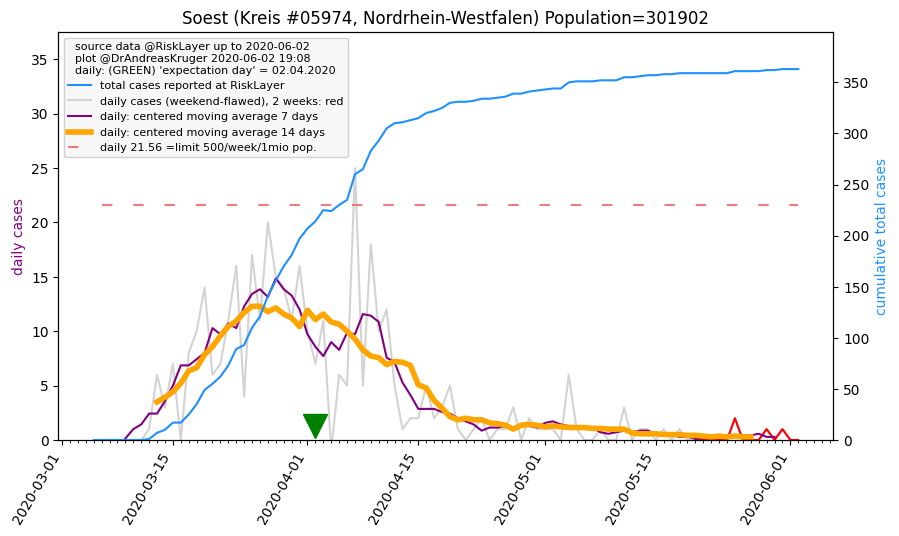 Soest (Kreis #05974, Nordrhein-Westfalen) Population=301902
source data @RiskLayer up to 2020-06-02
plot @DrAndreasKruger 2020-06-02 19:08
daily: (GREEN) 'expectation day' = 02.04.2020
total cases reported at RiskLayer
daily cases (weekend-flawed), 2 weeks: red
daily: centered moving average 7 days
daily: centered moving average 14 days
daily 21.56 =limit 500/week/1mio pop.
daily cases
35
30
25
20
15
10
5
0
cumulative total cases
350
300
250
200
150
100
50
0
2020-03-01
2020-03-15
2020-04-01
2020-04-15
2020-05-01
2020-05-15
2020-06-01